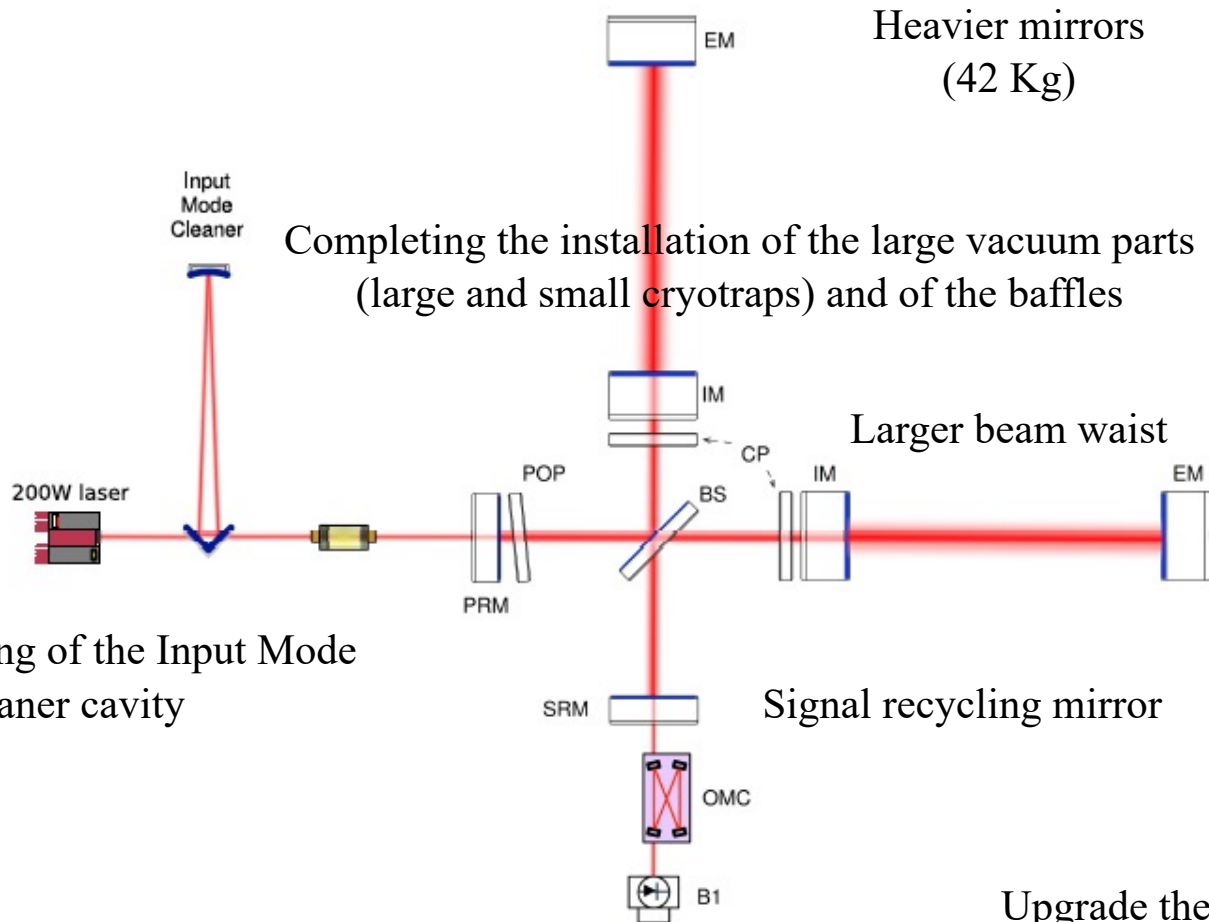 EM
Heavier mirrors
(42 Kg)
Input
Mode
Cleaner
Completing the installation of the large vacuum parts
(large and small cryotraps) and of the baffles
IM
Larger beam waist
CP
POP
BS
IM
EM
200W laser
PRM
ng of the Input Mode
aner cavity
SRM
Signal recycling mirror
OMC
B1
Upgrade the